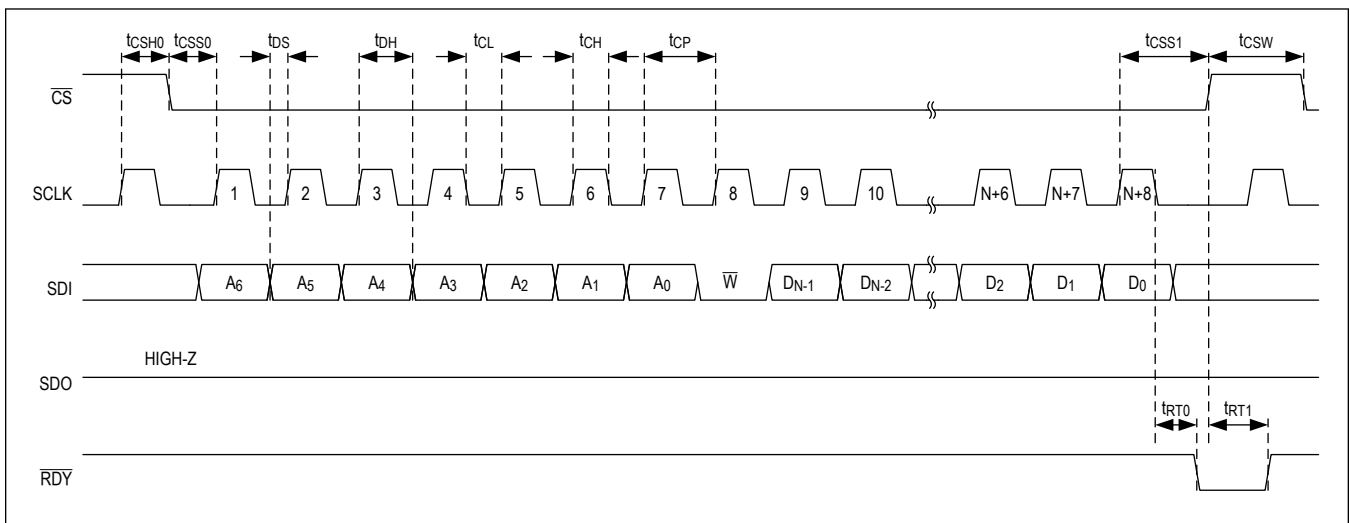 tCSH0 tCSS0 tDS tDH tCL tCH tCP tCSS1 tCSW
C̅S̅
SCLK 1 2 3 4 5 6 7 8 9 10 N+6 N+7 N+8
SDI A6 A5 A4 A3 A2 A1 A0 W̅ DN-1 DN-2 D2 D1 D0
HIGH-Z
SDO
tRT0 tRT1
R̅D̅Y̅